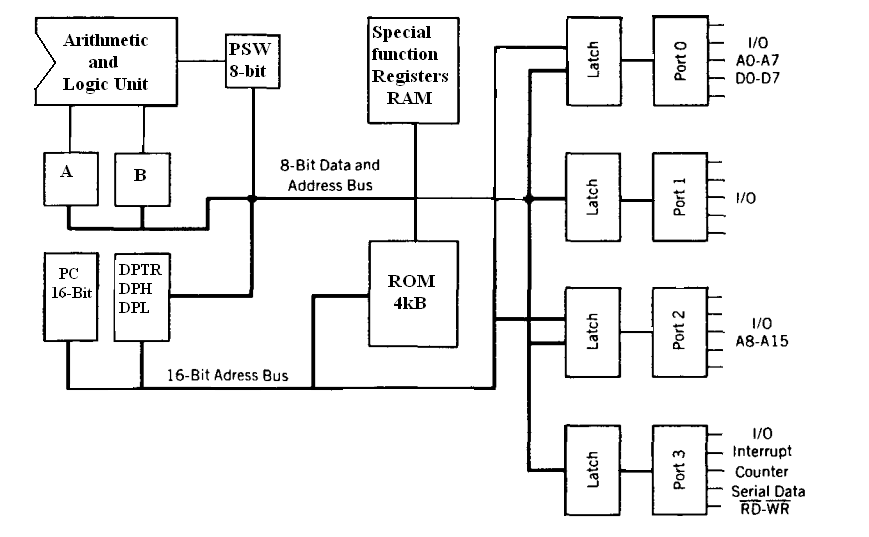 Arithmetic
and
Logic Unit
PSW
8-bit
Special
function
Registers
RAM
Latch
Port 0
I/O
A0-A7
D0-D7
A
B
8-Bit Data and
Address Bus
Latch
Port 1
I/O
PC
16-Bit
DPTR
DPH
DPL
ROM
4kB
Latch
Port 2
I/O
A8-A15
16-Bit Adress Bus
Latch
Port 3
I/O
Interrupt
Counter
Serial Data
R̅D̅-W̅R̅